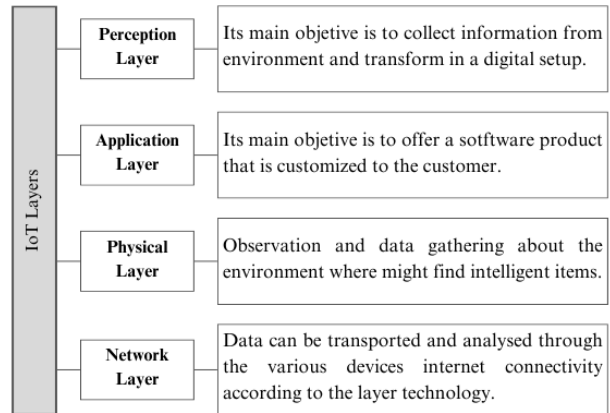 IoT Layers
Perception
Layer
Its main objetive is to collect information from
environment and transform in a digital setup.
Application
Layer
Its main objetive is to offer a sotftware product
that is customized to the customer.
Physical
Layer
Observation and data gathering about the
environment where might find intelligent items.
Network
Layer
Data can be transported and analysed through
the various devices internet connectivity
according to the layer technology.